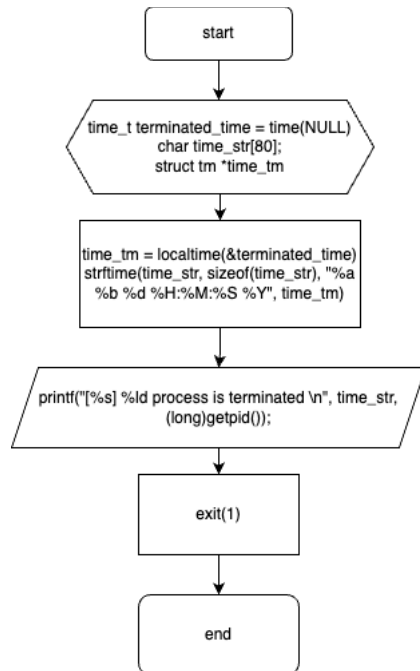 start
time_t terminated_time = time(NULL)
char time_str[80];
struct tm *time_tm
time_tm = localtime(&terminated_time)
strftime(time_str, sizeof(time_str), "%a
%b %d %H:%M:%S %Y", time_tm)
printf("[%s] %ld process is terminated \n", time_str,
(long)getpid());
exit(1)
end